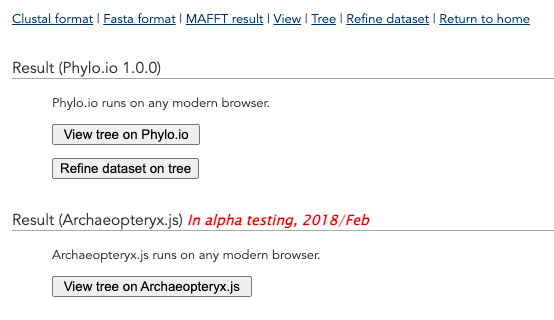 Clustal format | Fasta format | MAFFT result | View | Tree | Refine dataset | Return to home
Result (Phylo.io 1.0.0)
Phylo.io runs on any modern browser.
View tree on Phylo.io
Refine dataset on tree
Result (Archaeopteryx.js) In alpha testing, 2018/Feb
Archaeopteryx.js runs on any modern browser.
View tree on Archaeopteryx.js